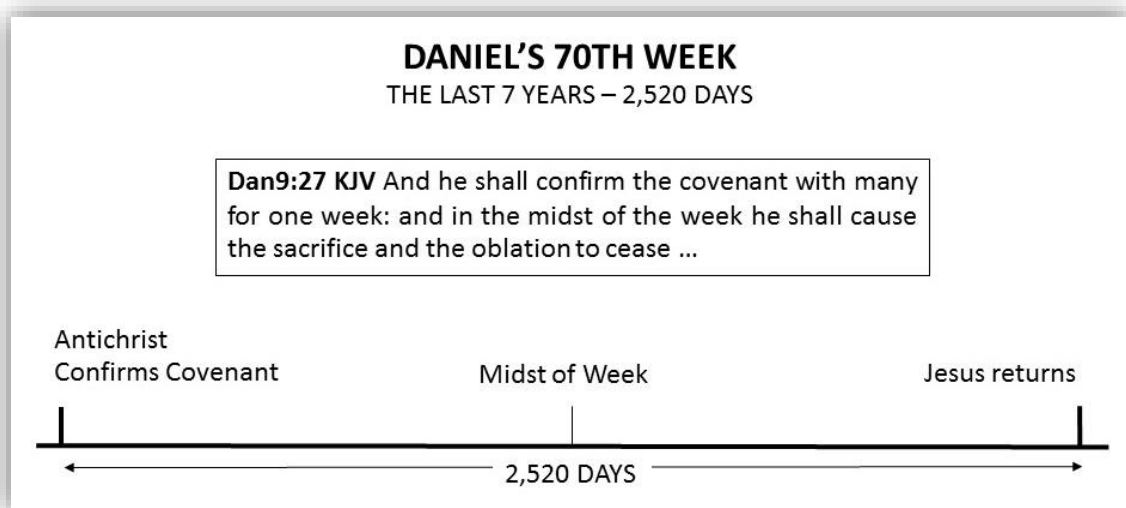 DANIEL’S 70TH WEEK
THE LAST 7 YEARS – 2,520 DAYS
Dan9:27 KJV And he shall confirm the covenant with many
for one week: and in the midst of the week he shall cause
the sacrifice and the oblation to cease ...
Antichrist
Confirms Covenant
Midst of Week
Jesus returns
2,520 DAYS